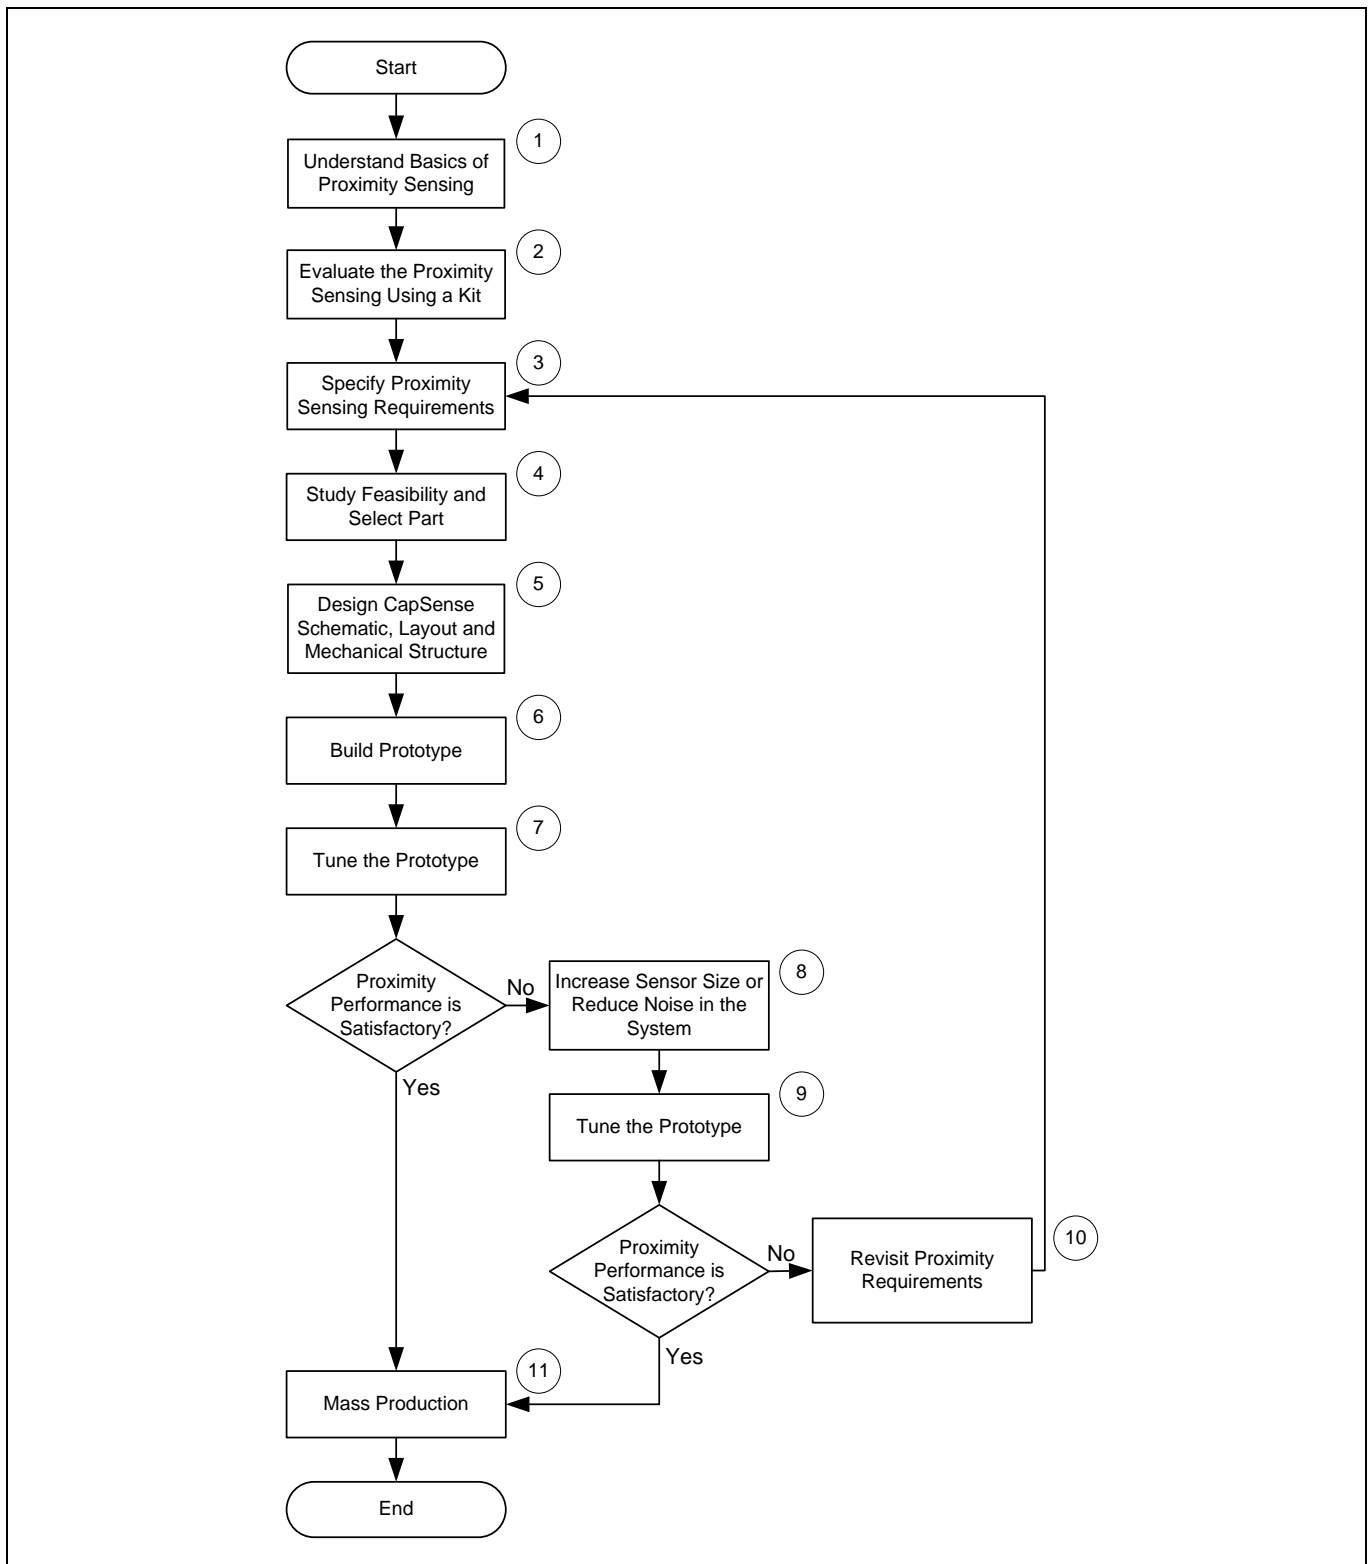 Start
1
Understand Basics of
Proximity Sensing
2
Evaluate the Proximity
Sensing Using a Kit
3
Specify Proximity
Sensing Requirements
4
Study Feasibility and
Select Part
5
Design CapSense
Schematic, Layout and
Mechanical Structure
6
Build Prototype
7
Tune the Prototype
Proximity
Performance is
Satisfactory?
No
Yes
8
Increase Sensor Size or
Reduce Noise in the
System
9
Tune the Prototype
Proximity
Performance is
Satisfactory?
No
Yes
10
Revisit Proximity
Requirements
11
Mass Production
End